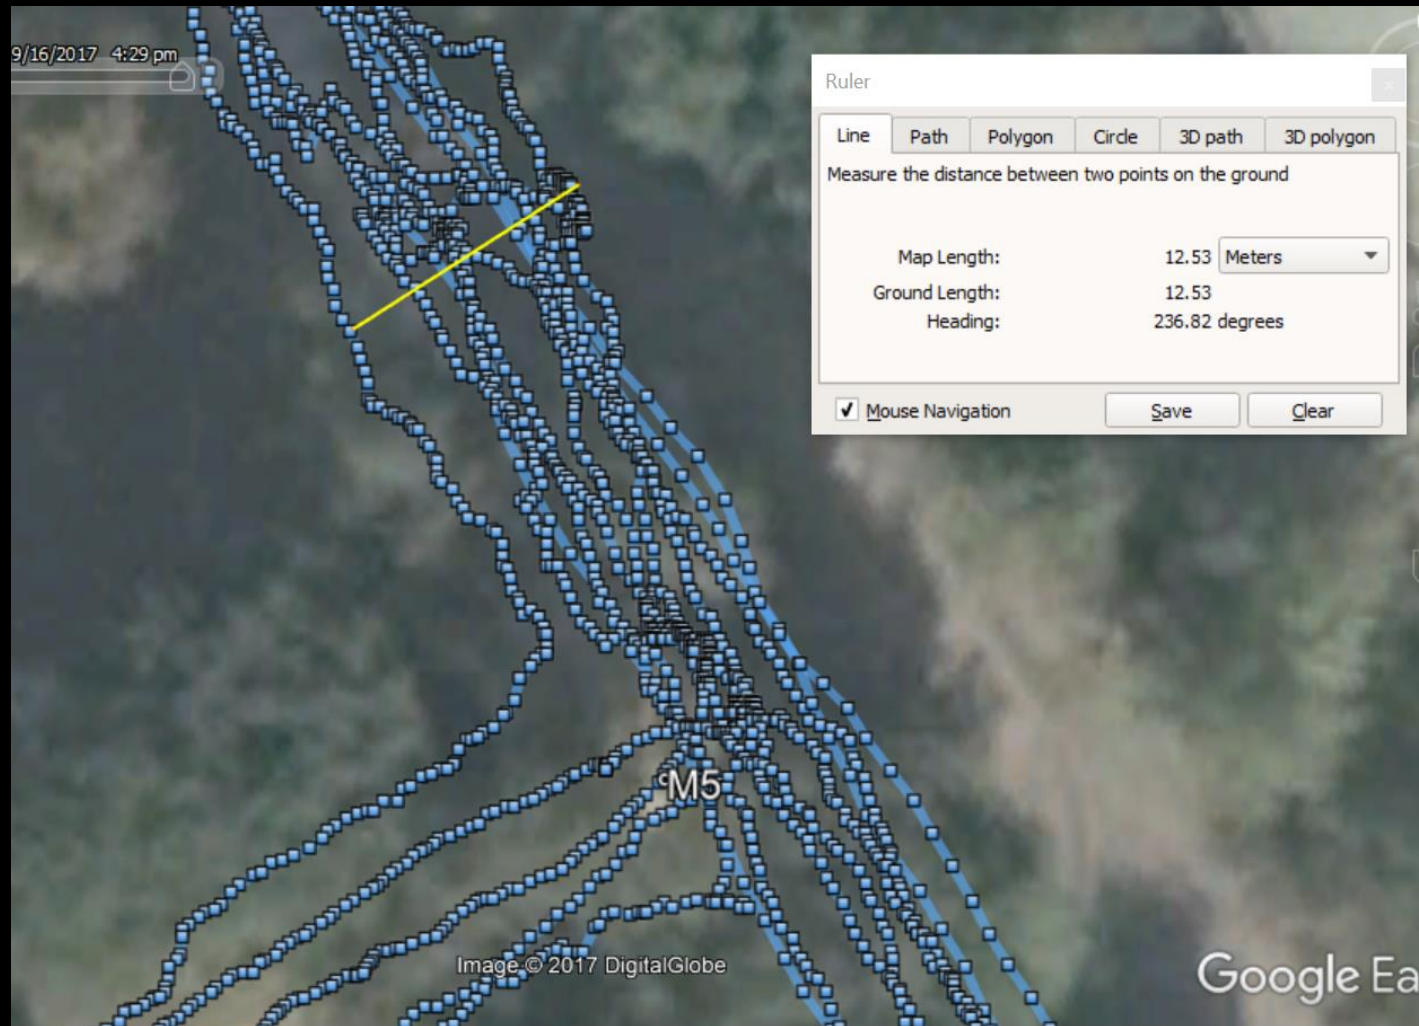 9/16/2017 4:29 pm
Ruler
Line Path Polygon Circle 3D path 3D polygon
Measure the distance between two points on the ground
Map Length: 12.53 Meters
Ground Length: 12.53
Heading: 236.82 degrees
Mouse Navigation Save Clear
M5
Image © 2017 DigitalGlobe
Google Ea